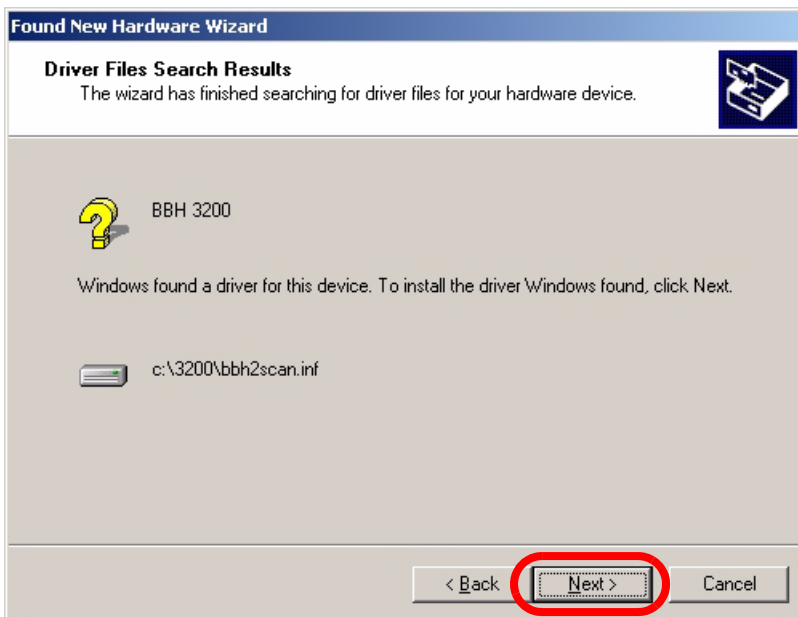 Found New Hardware Wizard
Driver Files Search Results
The wizard has finished searching for driver files for your hardware device.
BBH 3200
Windows found a driver for this device. To install the driver Windows found, click Next.
c:\3200\bbh2scan.inf
< Back Next > Cancel